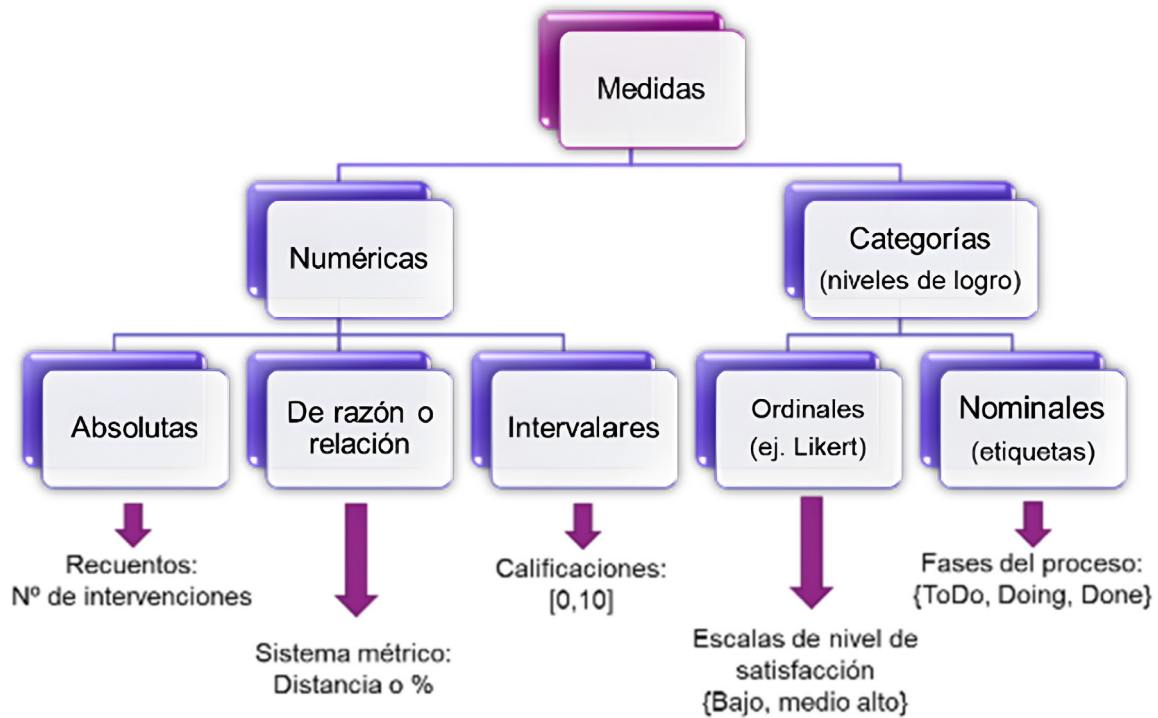 Medidas
Numéricas
Categorías
(niveles de logro)
Absolutas
De razón o
relación
Intervalares
Ordinales
(ej. Likert)
Nominales
(etiquetas)
Recuentos:
Nº de intervenciones
Sistema métrico:
Distancia o %
Calificaciones:
[0,10]
Escalas de nivel de
satisfacción
{Bajo, medio alto}
Fases del proceso:
{ToDo, Doing, Done}